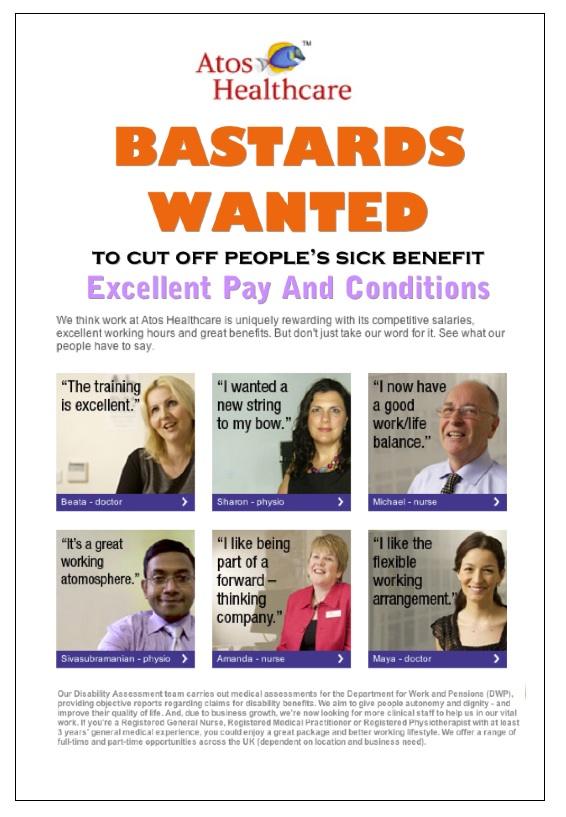 Atos
TM
Healthcare
BASTARDS
WANTED
TO CUT OFF PEOPLE'S SICK BENEFIT
Excellent Pay And Conditions
We think work at Atos Healthcare is uniquely rewarding with its competitive salaries,
excellent working hours and great benefits. But don't just take our word for it. See what our
people have to say.
“The training
is excellent.”
Beata - doctor
“I wanted a
new string
to my bow.”
Sharon - physio
“I now have
a good
work/life
balance.”
Michael - nurse
“It's a great
working
atomosphere.”
Sivasubramanian - physio
“I like being
part of a
forward –
thinking
company.”
Amanda - nurse
“I like the
flexible
working
arrangement.”
Maya - doctor
Our Disability Assessment team carries out medical assessments for the Department for Work and Pensions (DWP),
providing objective reports regarding claims for disability benefits. We aim to give people autonomy and dignity - and
improve their quality of life. And, due to business growth, we're now looking for more clinical staff to help us in our vital
work. If you're a Registered General Nurse, Registered Medical Practitioner or Registered Physiotherapist with at least
3 years' general medical experience, you could enjoy a great package and better working lifestyle. We offer a range of
full-time and part-time opportunities across the UK (dependent on location and business need).